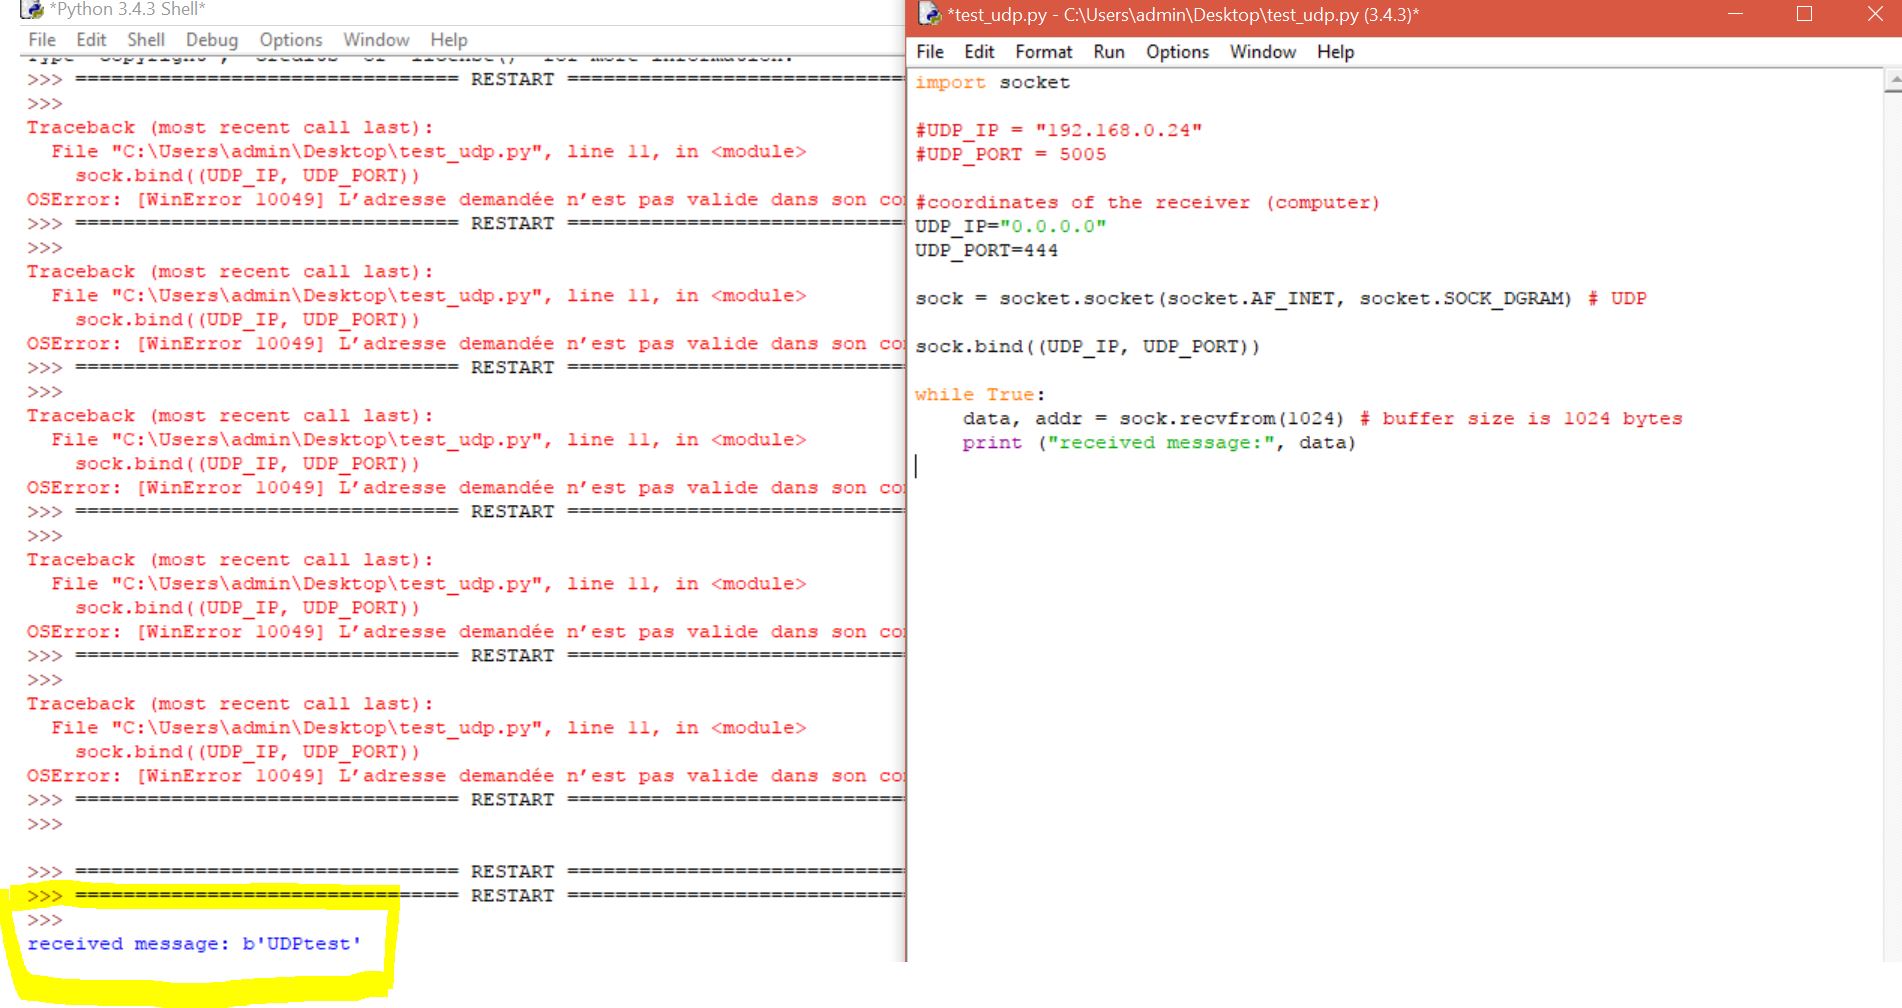 *Python 3.4.3 Shell*
File Edit Shell Debug Options Window Help
>>> ================================ RESTART ============================
>>>
Traceback (most recent call last):
  File "C:\Users\admin\Desktop\test_udp.py", line 11, in <module>
    sock.bind((UDP_IP, UDP_PORT))
OSError: [WinError 10049] L’adresse demandée n’est pas valide dans son
>>> ================================ RESTART ============================
>>>
Traceback (most recent call last):
  File "C:\Users\admin\Desktop\test_udp.py", line 11, in <module>
    sock.bind((UDP_IP, UDP_PORT))
OSError: [WinError 10049] L’adresse demandée n’est pas valide dans son
>>> ================================ RESTART ============================
>>>
Traceback (most recent call last):
  File "C:\Users\admin\Desktop\test_udp.py", line 11, in <module>
    sock.bind((UDP_IP, UDP_PORT))
OSError: [WinError 10049] L’adresse demandée n’est pas valide dans son
>>> ================================ RESTART ============================
>>>
Traceback (most recent call last):
  File "C:\Users\admin\Desktop\test_udp.py", line 11, in <module>
    sock.bind((UDP_IP, UDP_PORT))
OSError: [WinError 10049] L’adresse demandée n’est pas valide dans son
>>> ================================ RESTART ============================
>>>
Traceback (most recent call last):
  File "C:\Users\admin\Desktop\test_udp.py", line 11, in <module>
    sock.bind((UDP_IP, UDP_PORT))
OSError: [WinError 10049] L’adresse demandée n’est pas valide dans son
>>> ================================ RESTART ============================
>>>
>>> ================================ RESTART ============================
>>> ================================ RESTART ============================
>>>
received message: b'UDPtest'
*test_udp.py - C:\Users\admin\Desktop\test_udp.py (3.4.3)*
File Edit Format Run Options Window Help
import socket
#UDP_IP = "192.168.0.24"
#UDP_PORT = 5005
#coordinates of the receiver (computer)
UDP_IP="0.0.0.0"
UDP_PORT=444
sock = socket.socket(socket.AF_INET, socket.SOCK_DGRAM) # UDP
sock.bind((UDP_IP, UDP_PORT))
while True:
    data, addr = sock.recvfrom(1024) # buffer size is 1024 bytes
    print ("received message:", data)